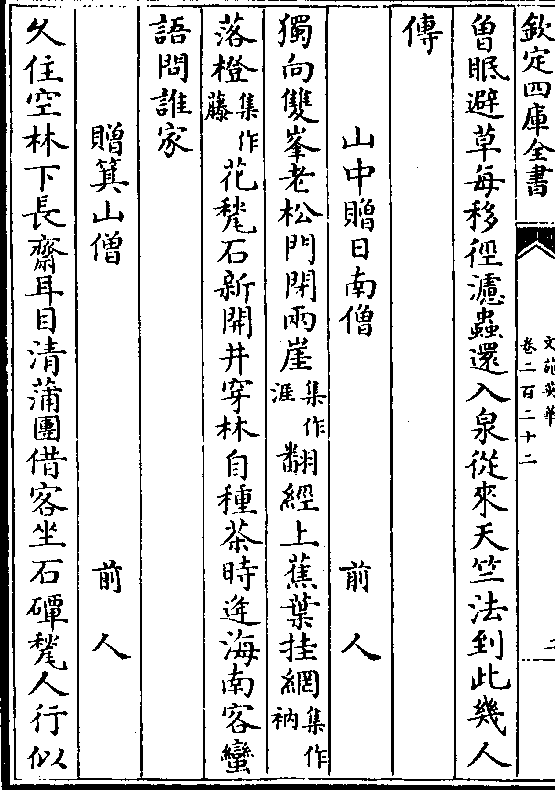 欽定四庫全書
文苑英華
卷二百二十二
曾眠避草每移徑濾蟲還入泉從來天竺法到此幾人
傳
山中贈日南僧 前人
獨向雙峯老松門閉兩崖集作涯翻經上蕉葉挂網集作衲
落橙集作藤花甃石新開井穿林自種茶時逢海南客蠻
語問誰家
贈箕山僧 前人
久住空林下長齋耳目清蒲團借客坐石磹甃人行似